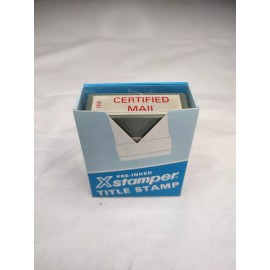 CERTIFIED
MAIL
PRE-INKED
Xstamper®
TITLE STAMP